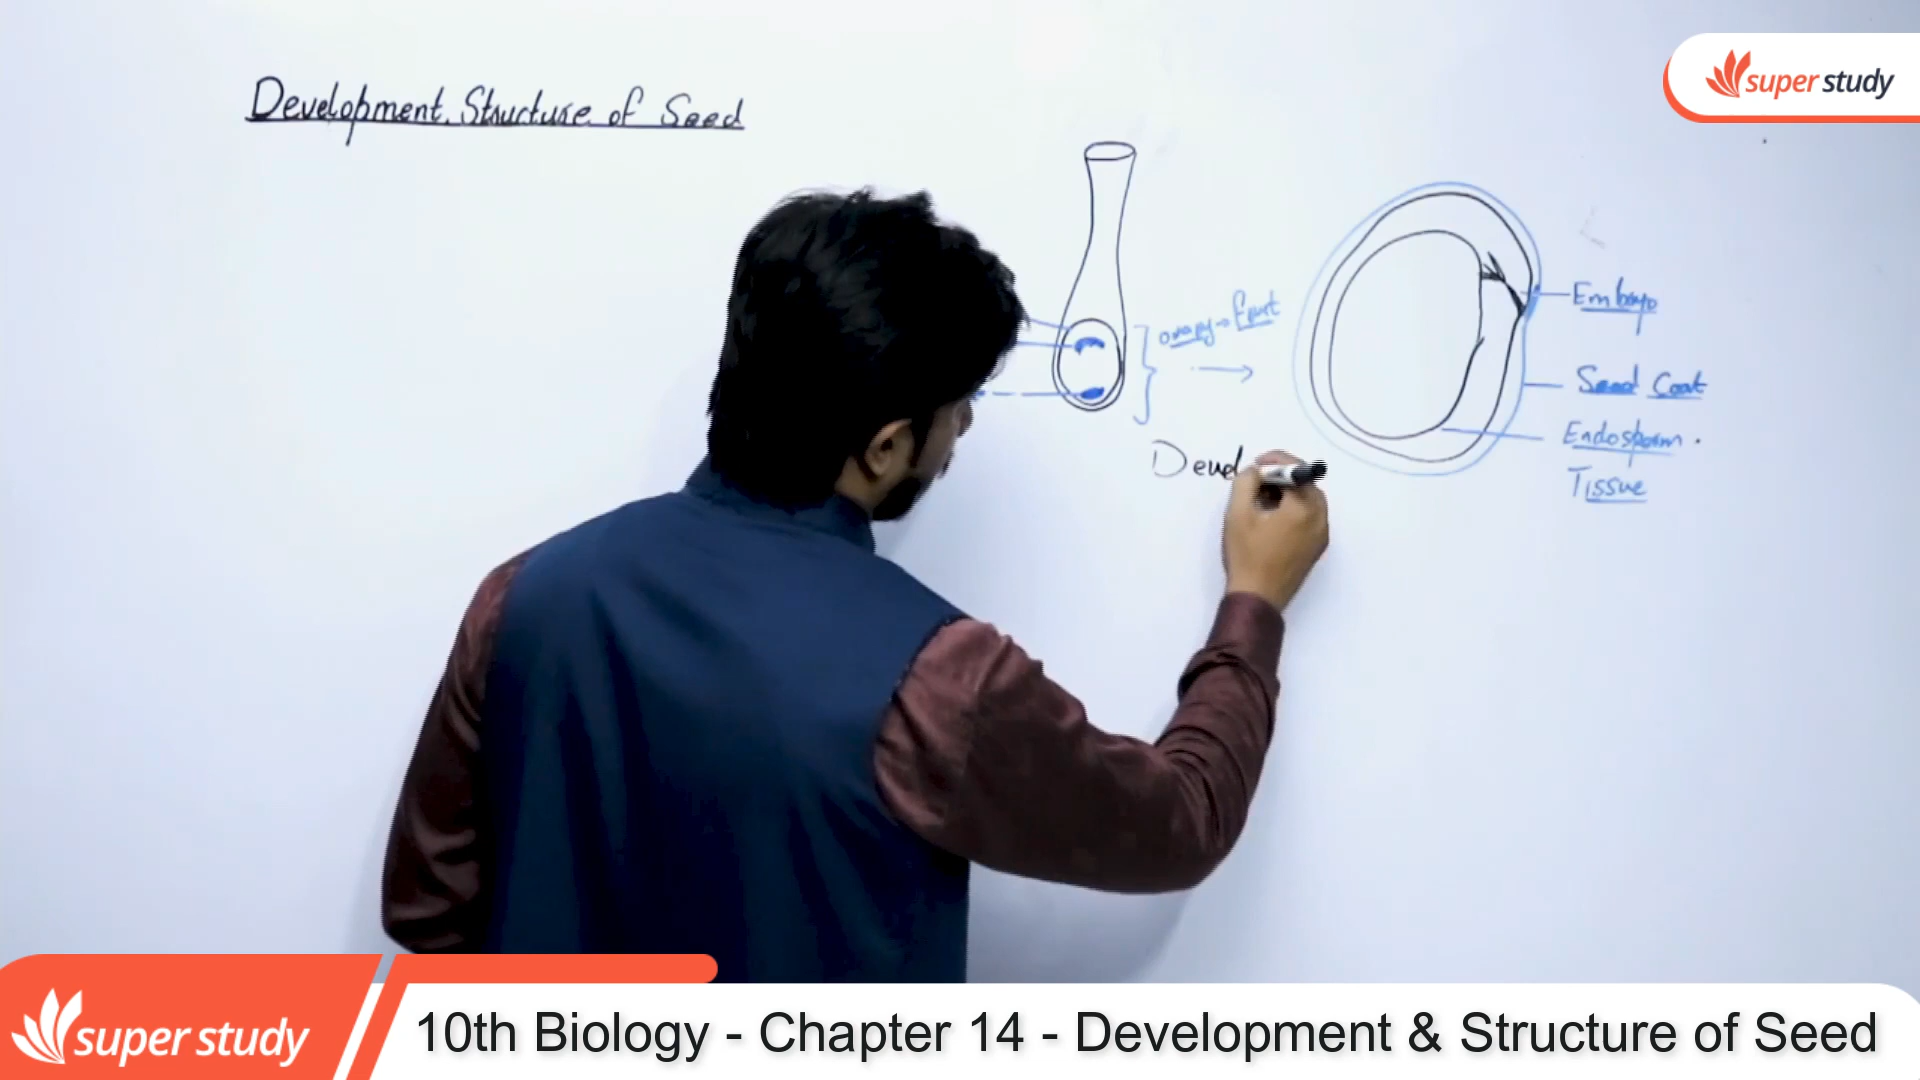 super study
Development Structure of Seed
Ovary → Fruit
Embryo
Seed Coat
Endosperm
Tissue
Devel
super study
10th Biology - Chapter 14 - Development & Structure of Seed